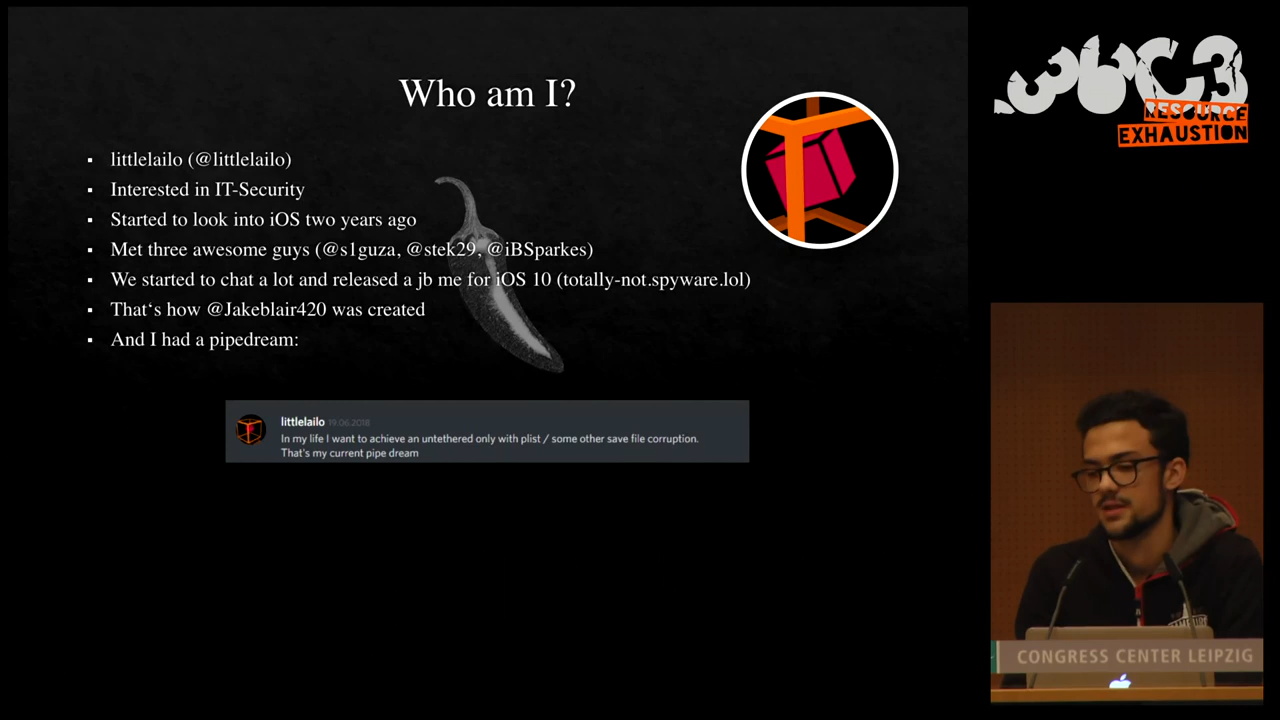 Who am I?
littlelailo (@littlelailo)
Interested in IT-Security
Started to look into iOS two years ago
Met three awesome guys (@s1guza, @stek29, @iBSparkes)
We started to chat a lot and released a jb me for iOS 10 (totally-not.spyware.lol)
That‘s how @Jakeblair420 was created
And I had a pipedream:
littlelailo 19.06.2018
In my life I want to achieve an untethered only with plist / some other save file corruption.
That's my current pipe dream
36C3
RESOURCE
EXHAUSTION
CONGRESS CENTER LEIPZIG